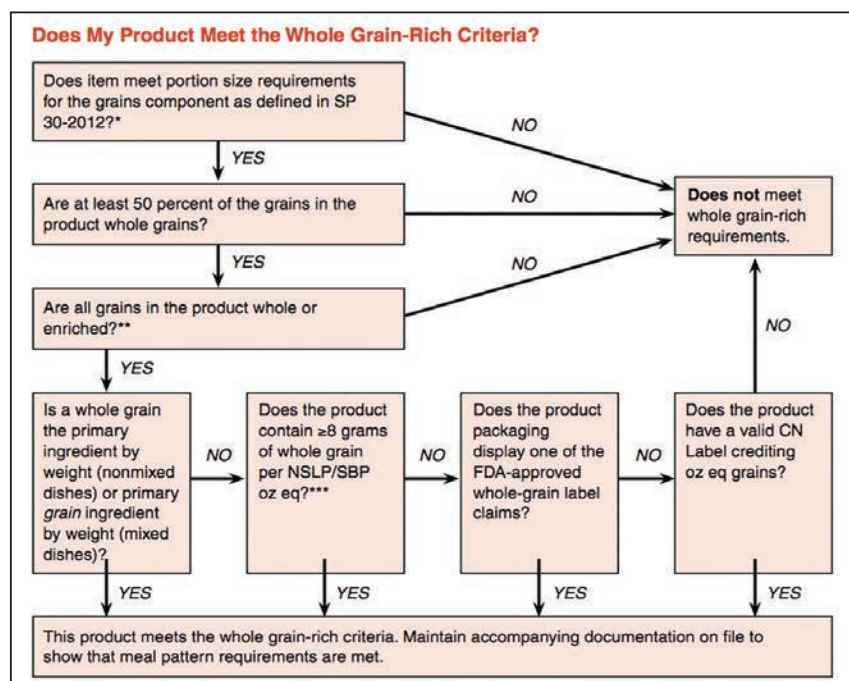 Does My Product Meet the Whole Grain-Rich Criteria?
Does item meet portion size requirements
for the grains component as defined in SP
30-2012?*
NO
YES
Are at least 50 percent of the grains in the
product whole grains?
NO
Does not meet
whole grain-rich
requirements.
YES
NO
Are all grains in the product whole or
enriched?**
NO
YES
Is a whole grain
the primary
ingredient by
weight (nonmixed
dishes) or primary
grain ingredient
by weight (mixed
dishes)?
NO
Does the product
contain ≥8 grams
of whole grain
per NSLP/SBP
oz eq?***
NO
Does the product
packaging
display one of the
FDA-approved
whole-grain label
claims?
NO
Does the product
have a valid CN
Label crediting
oz eq grains?
YES
YES
YES
YES
This product meets the whole grain-rich criteria. Maintain accompanying documentation on file to
show that meal pattern requirements are met.